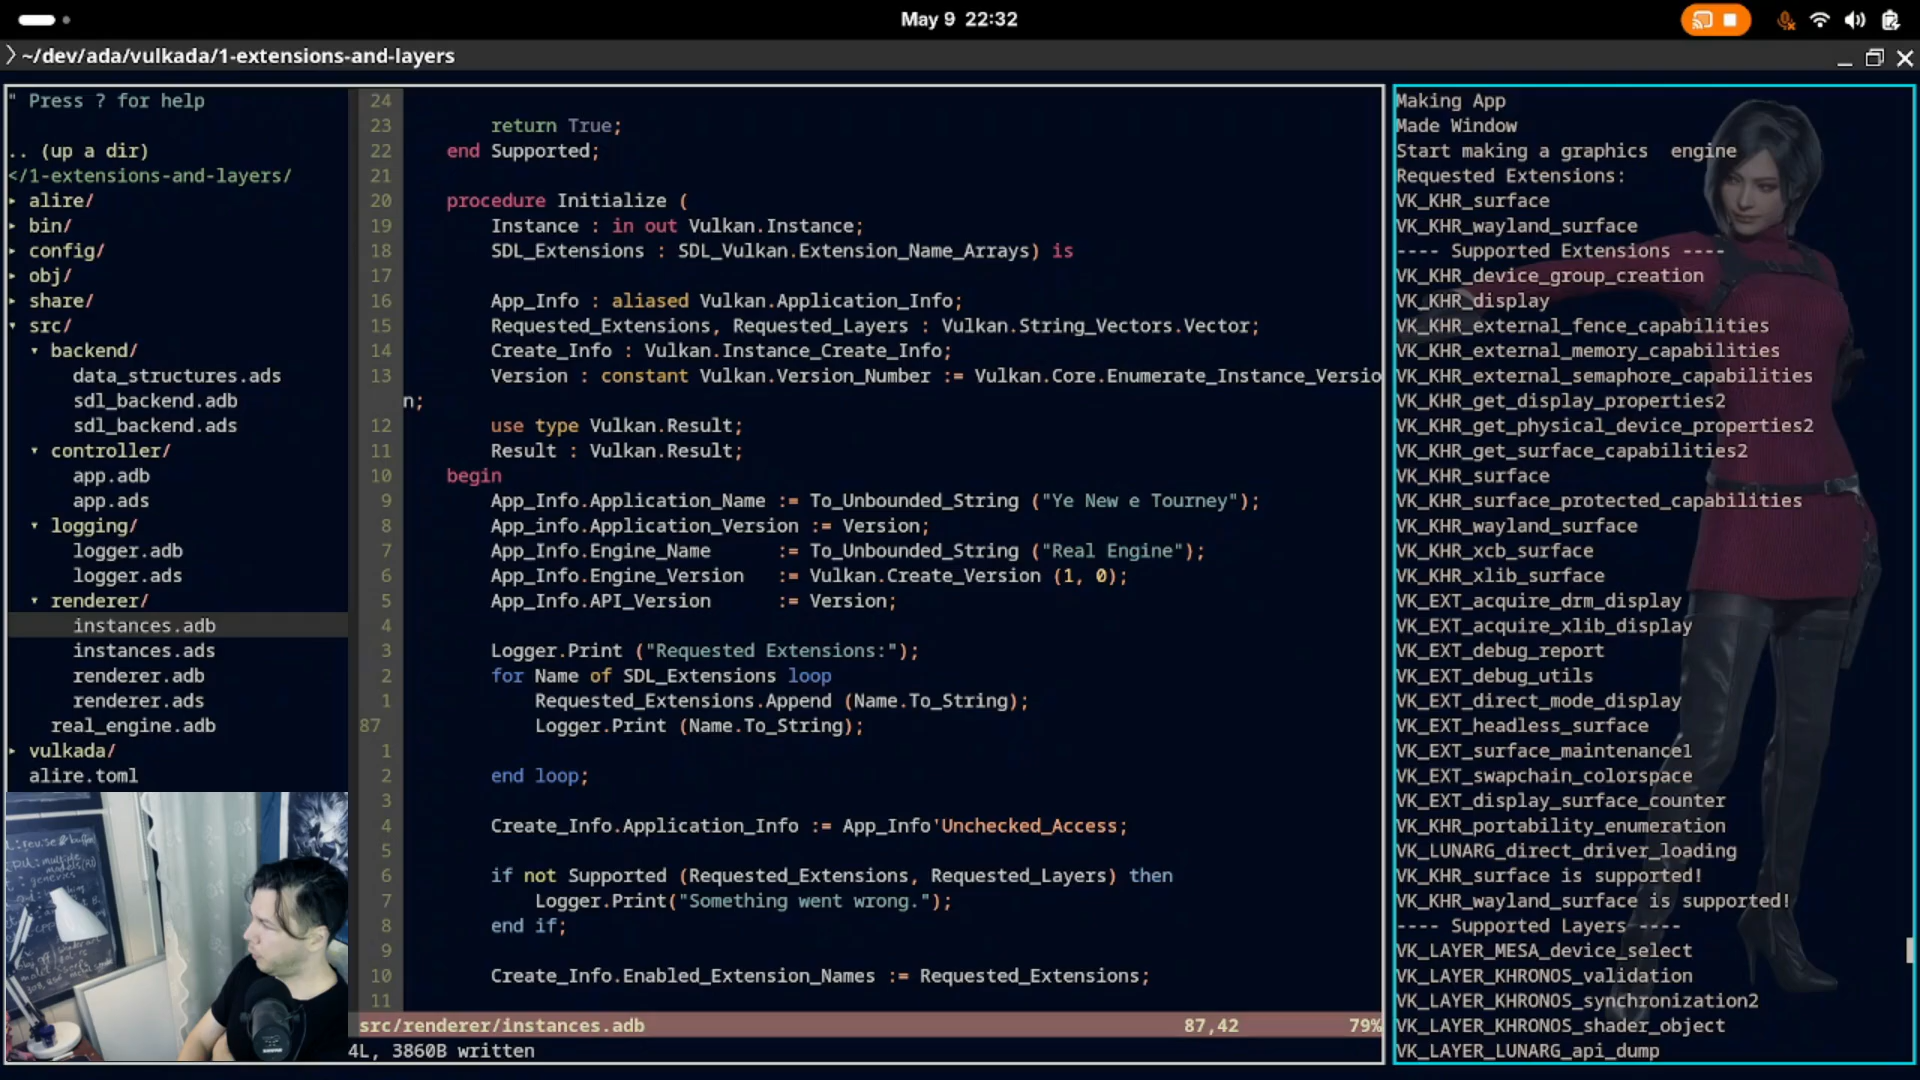 May 9 22:32
~/dev/ada/vulkada/1-extensions-and-layers
" Press ? for help
.. (up a dir)
</1-extensions-and-layers/
▸ alire/
▸ bin/
▸ config/
▸ obj/
▸ share/
▾ src/
▾ backend/
data_structures.ads
sdl_backend.adb
sdl_backend.ads
▾ controller/
app.adb
app.ads
▾ logging/
logger.adb
logger.ads
▾ renderer/
instances.adb
instances.ads
renderer.adb
renderer.ads
real_engine.adb
▸ vulkada/
alire.toml
24
23 return True;
22 end Supported;
21
20 procedure Initialize (
19 Instance : in out Vulkan.Instance;
18 SDL_Extensions : SDL_Vulkan.Extension_Name_Arrays) is
17
16 App_Info : aliased Vulkan.Application_Info;
15 Requested_Extensions, Requested_Layers : Vulkan.String_Vectors.Vector;
14 Create_Info : Vulkan.Instance_Create_Info;
13 Version : constant Vulkan.Version_Number := Vulkan.Core.Enumerate_Instance_Versio
n;
12 use type Vulkan.Result;
11 Result : Vulkan.Result;
10 begin
9 App_Info.Application_Name := To_Unbounded_String ("Ye New e Tourney");
8 App_info.Application_Version := Version;
7 App_Info.Engine_Name := To_Unbounded_String ("Real Engine");
6 App_Info.Engine_Version := Vulkan.Create_Version (1, 0);
5 App_Info.API_Version := Version;
4
3 Logger.Print ("Requested Extensions:");
2 for Name of SDL_Extensions loop
1 Requested_Extensions.Append (Name.To_String);
87 Logger.Print (Name.To_String);
1
2 end loop;
3
4 Create_Info.Application_Info := App_Info'Unchecked_Access;
5
6 if not Supported (Requested_Extensions, Requested_Layers) then
7 Logger.Print("Something went wrong.");
8 end if;
9
10 Create_Info.Enabled_Extension_Names := Requested_Extensions;
11
src/renderer/instances.adb 87,42 79%
4L, 3860B written
Making App
Made Window
Start making a graphics  engine
Requested Extensions:
VK_KHR_surface
VK_KHR_wayland_surface
---- Supported Extensions ----
VK_KHR_device_group_creation
VK_KHR_display
VK_KHR_external_fence_capabilities
VK_KHR_external_memory_capabilities
VK_KHR_external_semaphore_capabilities
VK_KHR_get_display_properties2
VK_KHR_get_physical_device_properties2
VK_KHR_get_surface_capabilities2
VK_KHR_surface
VK_KHR_surface_protected_capabilities
VK_KHR_wayland_surface
VK_KHR_xcb_surface
VK_KHR_xlib_surface
VK_EXT_acquire_drm_display
VK_EXT_acquire_xlib_display
VK_EXT_debug_report
VK_EXT_debug_utils
VK_EXT_direct_mode_display
VK_EXT_headless_surface
VK_EXT_surface_maintenance1
VK_EXT_swapchain_colorspace
VK_EXT_display_surface_counter
VK_KHR_portability_enumeration
VK_LUNARG_direct_driver_loading
VK_KHR_surface is supported!
VK_KHR_wayland_surface is supported!
---- Supported Layers ----
VK_LAYER_MESA_device_select
VK_LAYER_KHRONOS_validation
VK_LAYER_KHRONOS_synchronization2
VK_LAYER_KHRONOS_shader_object
VK_LAYER_LUNARG_api_dump